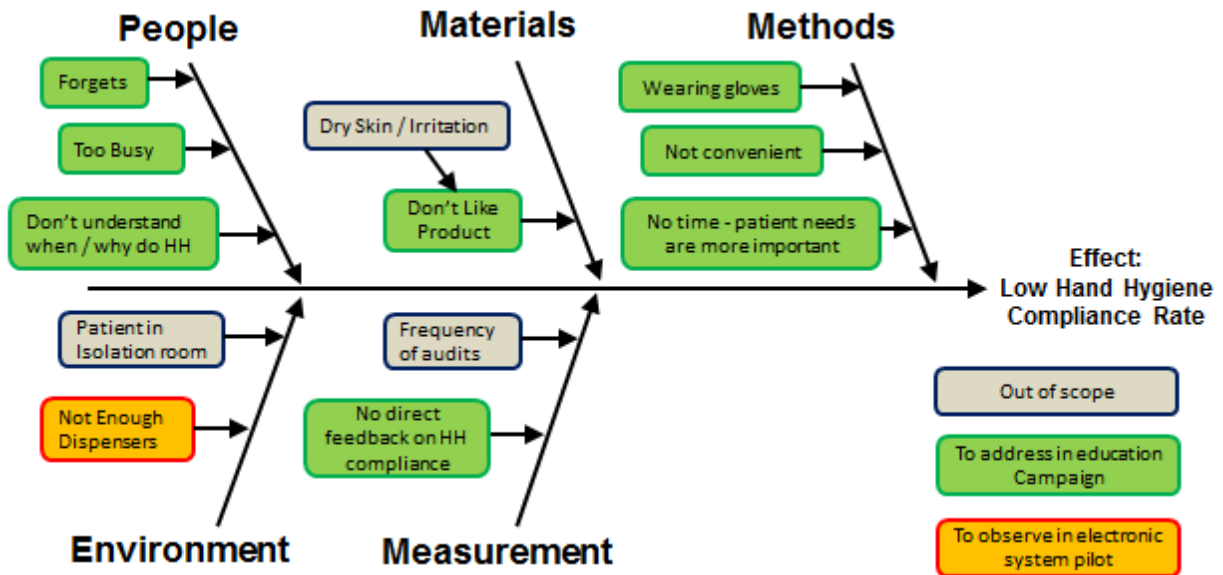 People
Materials
Methods
Forgets
Too Busy
Don't understand
when / why do HH
Dry Skin / Irritation
Don't Like
Product
Wearing gloves
Not convenient
No time - patient needs
are more important
Effect:
Low Hand Hygiene
Compliance Rate
Patient in
Isolation room
Not Enough
Dispensers
Frequency
of audits
No direct
feedback on HH
compliance
Environment
Measurement
Out of scope
To address in education
Campaign
To observe in electronic
system pilot